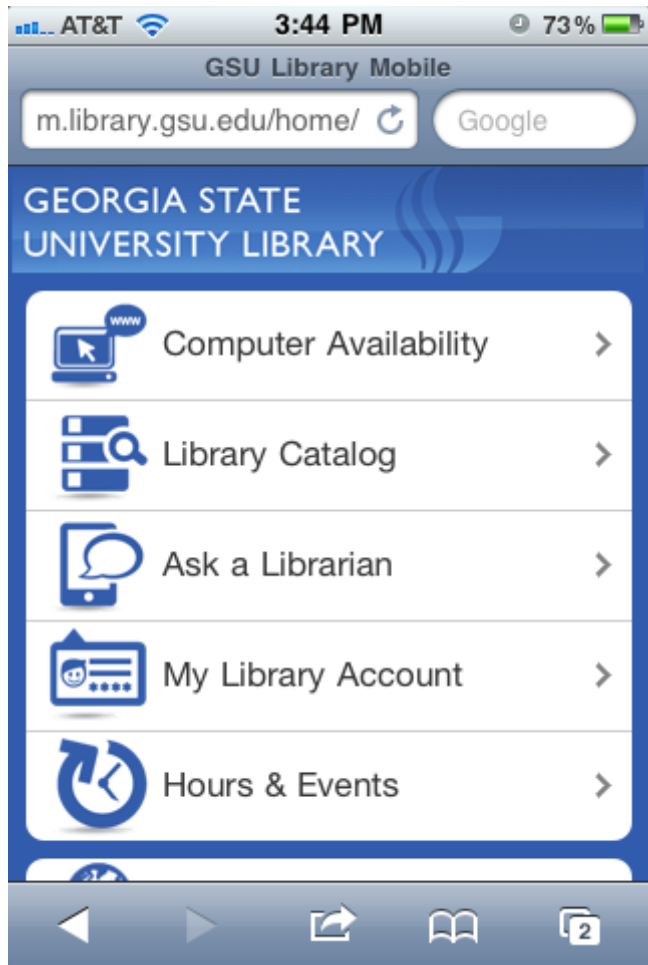 AT&T 3:44 PM 73%
GSU Library Mobile
m.library.gsu.edu/home/ Google
GEORGIA STATE
UNIVERSITY LIBRARY
www
Computer Availability
Library Catalog
Ask a Librarian
My Library Account
Hours & Events
2